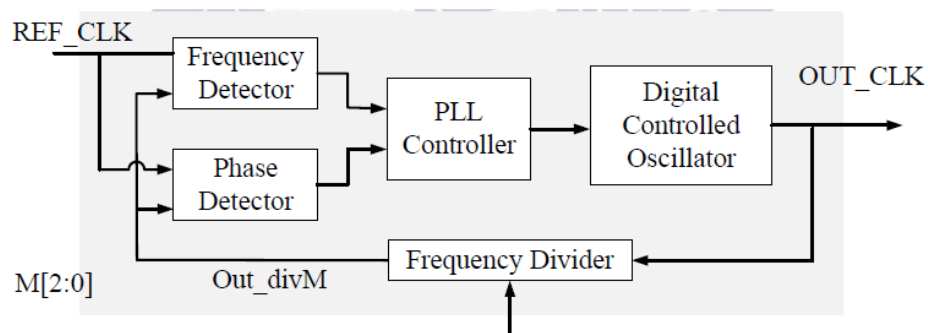 REF_CLK
Frequency
Detector
PLL
Controller
Digital
Controlled
Oscillator
OUT_CLK
Phase
Detector
Frequency Divider
Out_divM
M[2:0]